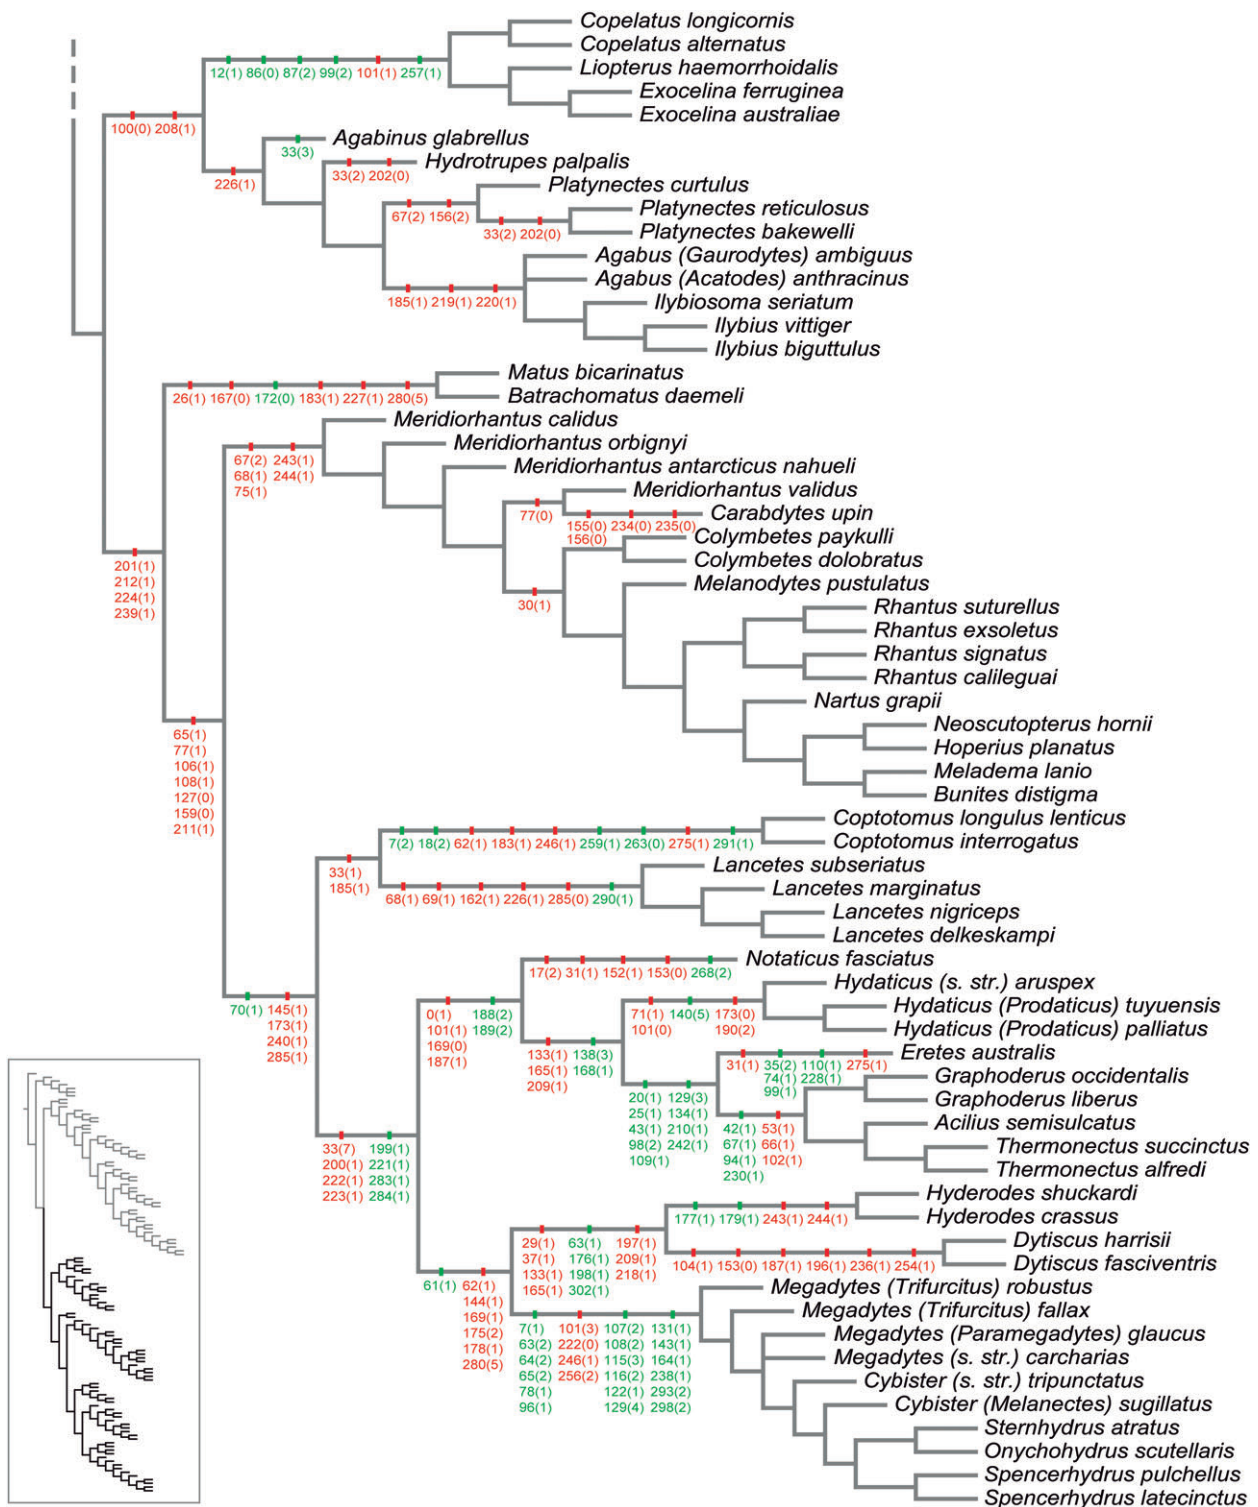 Copelatus longicornis
Copelatus alternatus
12(1) 86(0) 87(2) 99(2) 101(1) 257(1)
Liopterus haemorrhoidalis
Exocelina ferruginea
Exocelina australiae
100(0) 208(1)
Agabinus glabrellus
33(3)
Hydrotrupes palpalis
33(2) 202(0)
226(1)
Platynectes curtulus
67(2) 156(2)
Platynectes reticulosus
33(2) 202(0)
Platynectes bakewelli
Agabus (Gaurodytes) ambiguus
Agabus (Acatodes) anthracinus
185(1) 219(1) 220(1)
Ilybiosoma seriatum
Ilybius vittiger
Ilybius biguttulus
Matus bicarinatus
26(1) 167(0) 172(0) 183(1) 227(1) 280(5)
Batrachomatus daemeli
Meridiorhantus calidus
Meridiorhantus orbignyi
67(2) 243(1)
68(1) 244(1)
75(1)
Meridiorhantus antarcticus nahueli
Meridiorhantus validus
77(0)
Carabdytes upin
155(0) 234(0) 235(0)
156(0)
Colymbetes paykulli
Colymbetes dolobratus
201(1)
212(1)
224(1)
239(1)
Melanodytes pustulatus
30(1)
Rhantus suturellus
Rhantus exsoletus
Rhantus signatus
Rhantus calileguai
Nartus grapii
Neoscutopterus hornii
Hoperius planatus
Meladema lanio
Bunites distigma
65(1)
77(1)
106(1)
108(1)
127(0)
159(0)
211(1)
Coptotomus longulus lenticus
7(2) 18(2) 62(1) 183(1) 246(1) 259(1) 263(0) 275(1) 291(1)
Coptotomus interrogatus
33(1)
185(1)
Lancetes subseriatus
68(1) 69(1) 162(1) 226(1) 285(0) 290(1)
Lancetes marginatus
Lancetes nigriceps
Lancetes delkeskampi
Notaticus fasciatus
17(2) 31(1) 152(1) 153(0) 268(2)
70(1) 145(1)
173(1)
240(1)
285(1)
0(1) 188(2)
101(1) 189(2)
169(0)
187(1)
Hydaticus (s. str.) aruspex
71(1) 140(5) 173(0)
101(0) 190(2)
Hydaticus (Prodaticus) tuyuensis
Hydaticus (Prodaticus) palliatus
133(1) 138(3)
165(1) 168(1)
209(1)
Eretes australis
31(1) 35(2) 110(1) 275(1)
74(1) 228(1)
99(1)
Graphoderus occidentalis
Graphoderus liberus
20(1) 129(3)
25(1) 134(1)
43(1) 210(1)
98(2) 242(1)
109(1)
Acilius semisulcatus
42(1) 53(1)
67(1) 66(1)
94(1) 102(1)
230(1)
Thermonectus succinctus
Thermonectus alfredi
33(7) 199(1)
200(1) 221(1)
222(1) 283(1)
223(1) 284(1)
Hyderodes shuckardi
177(1) 179(1) 243(1) 244(1)
Hyderodes crassus
29(1) 63(1) 197(1)
37(1) 176(1) 209(1)
133(1) 198(1) 218(1)
165(1) 302(1)
Dytiscus harrisii
104(1) 153(0) 187(1) 196(1) 236(1) 254(1)
Dytiscus fasciventris
61(1) 62(1)
144(1)
169(1)
175(2)
178(1)
280(5)
Megadytes (Trifurcitus) robustus
Megadytes (Trifurcitus) fallax
7(1) 101(3) 107(2) 131(1)
63(2) 222(0) 108(2) 143(1)
64(2) 246(1) 115(3) 164(1)
65(2) 256(2) 116(2) 238(1)
78(1) 122(1) 293(2)
96(1) 129(4) 298(2)
Megadytes (Paramegadytes) glaucus
Megadytes (s. str.) carcharias
Cybister (s. str.) tripunctatus
Cybister (Melanectes) sugillatus
Sternhydrus atratus
Onychohydrus scutellaris
Spencerhydrus pulchellus
Spencerhydrus latecinctus